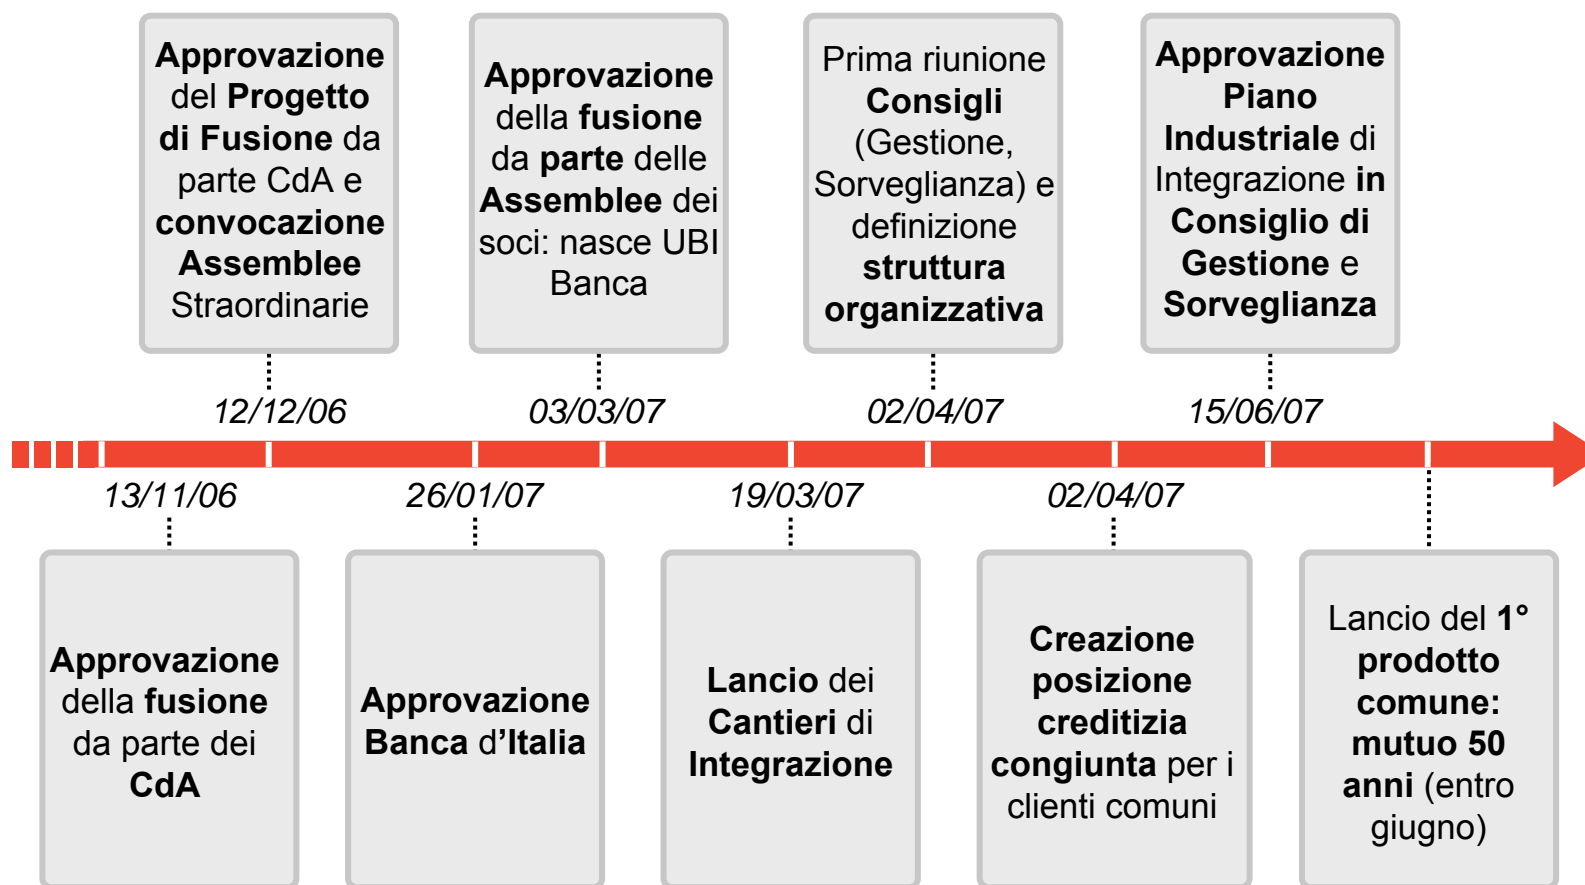 Approvazione
del Progetto
di Fusione da
parte CdA e
convocazione
Assemblee
Straordinarie
Approvazione
della fusione
da parte delle
Assemblee dei
soci: nasce UBI
Banca
Prima riunione
Consigli
(Gestione,
Sorveglianza) e
definizione
struttura
organizzativa
Approvazione
Piano
Industriale di
Integrazione in
Consiglio di
Gestione e
Sorveglianza
12/12/06
03/03/07
02/04/07
15/06/07
13/11/06
26/01/07
19/03/07
02/04/07
Approvazione
della fusione
da parte dei
CdA
Approvazione
Banca d'Italia
Lancio dei
Cantieri di
Integrazione
Creazione
posizione
creditizia
congiunta per i
clienti comuni
Lancio del 1°
prodotto
comune:
mutuo 50
anni (entro
giugno)